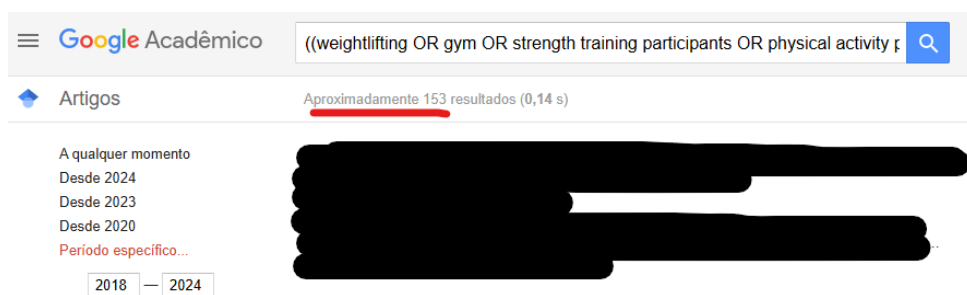 Google Acadêmico
((weightlifting OR gym OR strength training participants OR physical activity p
Artigos
Aproximadamente 153 resultados (0,14 s)
A qualquer momento
Desde 2024
Desde 2023
Desde 2020
Período específico...
2018 — 2024